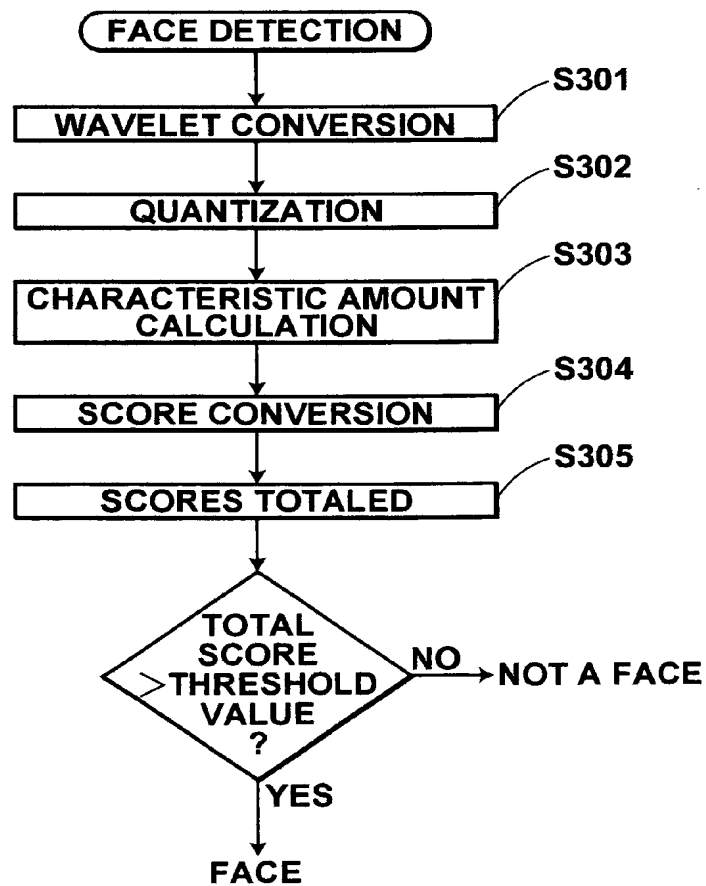 FACE DETECTION
S301
WAVELET CONVERSION
S302
QUANTIZATION
S303
CHARACTERISTIC AMOUNT
CALCULATION
S304
SCORE CONVERSION
S305
SCORES TOTALED
TOTAL
SCORE
>THRESHOLD
VALUE
?
NO
NOT A FACE
YES
FACE